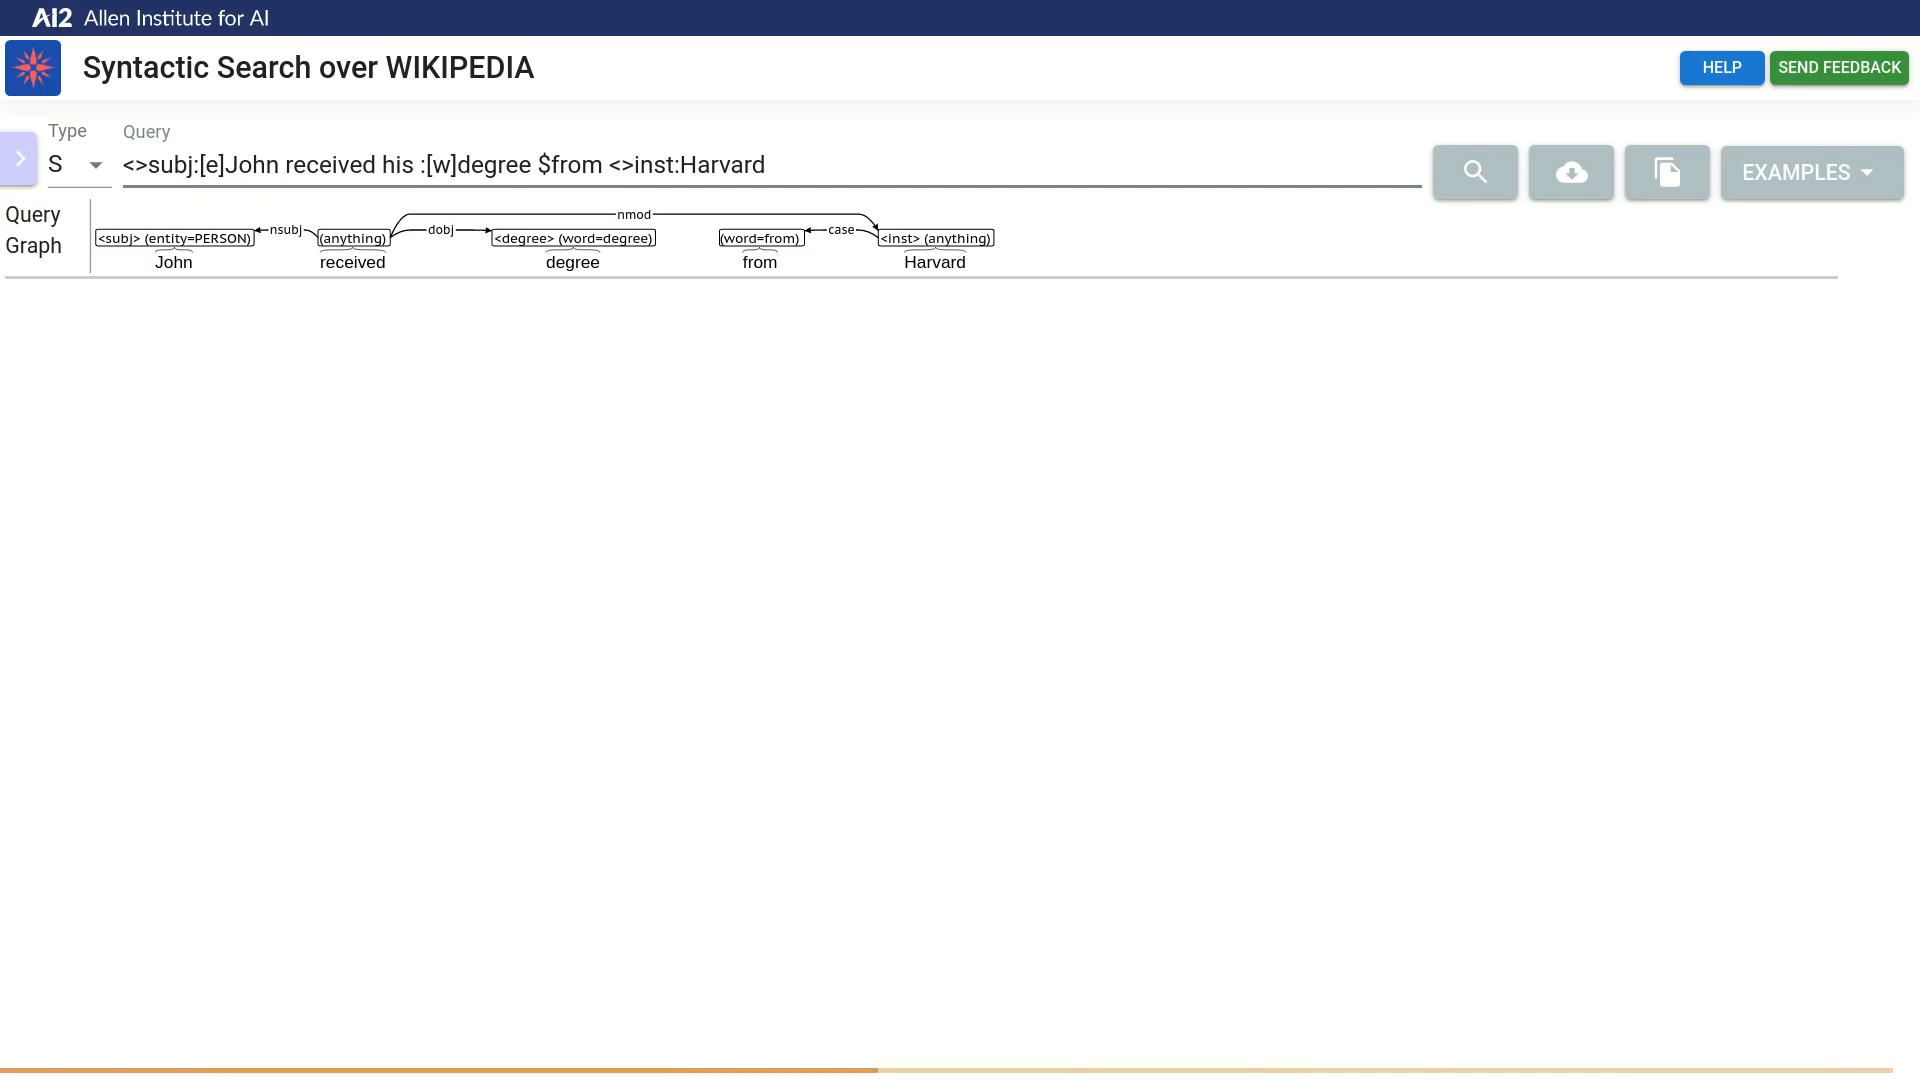 AI2 Allen Institute for AI
Syntactic Search over WIKIPEDIA
HELP
SEND FEEDBACK
Type
Query
S
<>subj:[e]John received his :[w]degree $from <>inst:Harvard
EXAMPLES
Query
Graph
nmod
nsubj
dobj
case
<subj> (entity=PERSON)
(anything)
<degree> (word=degree)
(word=from)
<inst> (anything)
John
received
degree
from
Harvard